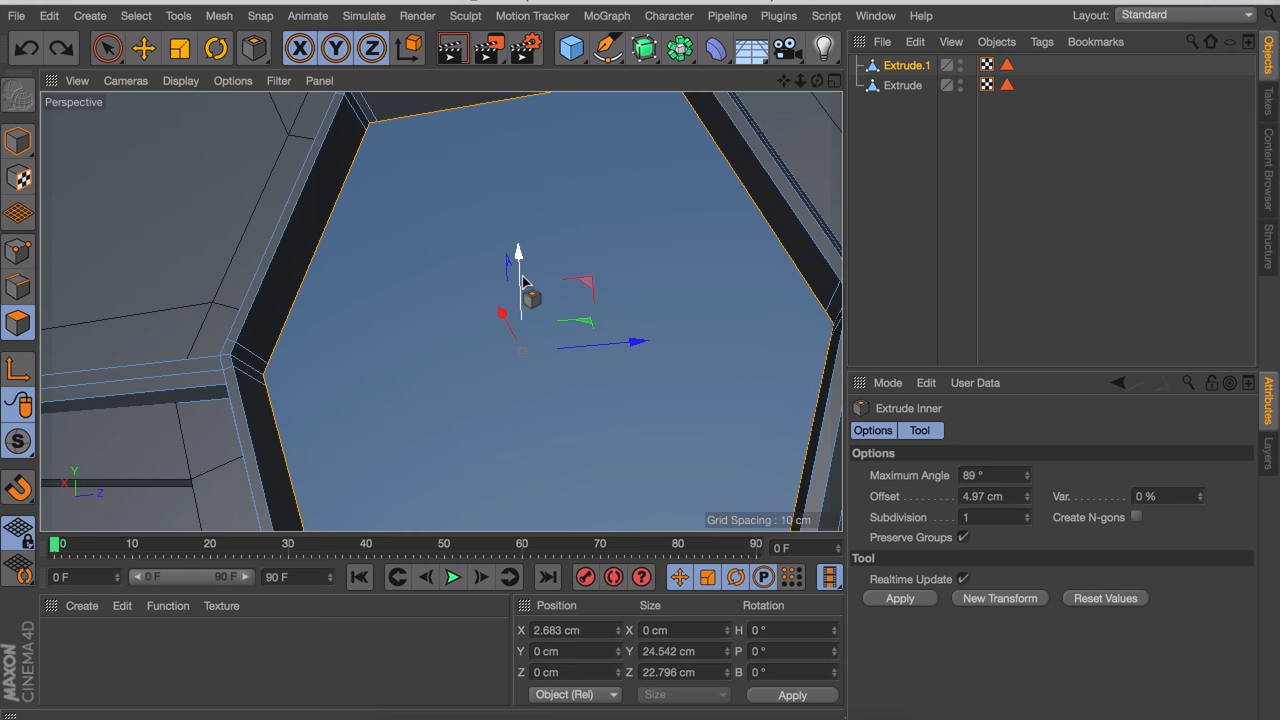 File Edit Create Select Tools Mesh Snap Animate Simulate Render Sculpt Motion Tracker MoGraph Character Pipeline Plugins Script Window Help Layout: Standard
X Y Z
File Edit View Objects Tags Bookmarks
Extrude.1
Extrude
Objects
Takes
Content Browser
Structure
View Cameras Display Options Filter Panel
Perspective
S
Y
X
Z
Grid Spacing : 10 cm
0 10 20 30 40 50 60 70 80 90 0 F
0 F 0 F 90 F 90 F P
Create Edit Function Texture
MAXON
CINEMA 4D
Position Size Rotation
X 2.683 cm X 0 cm H 0 °
Y 0 cm Y 24.542 cm P 0 °
Z 0 cm Z 22.796 cm B 0 °
Object (Rel) Size Apply
Mode Edit User Data
Extrude Inner
Options Tool
Options
Maximum Angle 89 °
Offset . . . . . . . . . 4.97 cm Var. . . . . . . . . . . 0 %
Subdivision . . . . 1 Create N-gons
Preserve Groups
Tool
Realtime Update
Apply New Transform Reset Values
Attributes
Layers